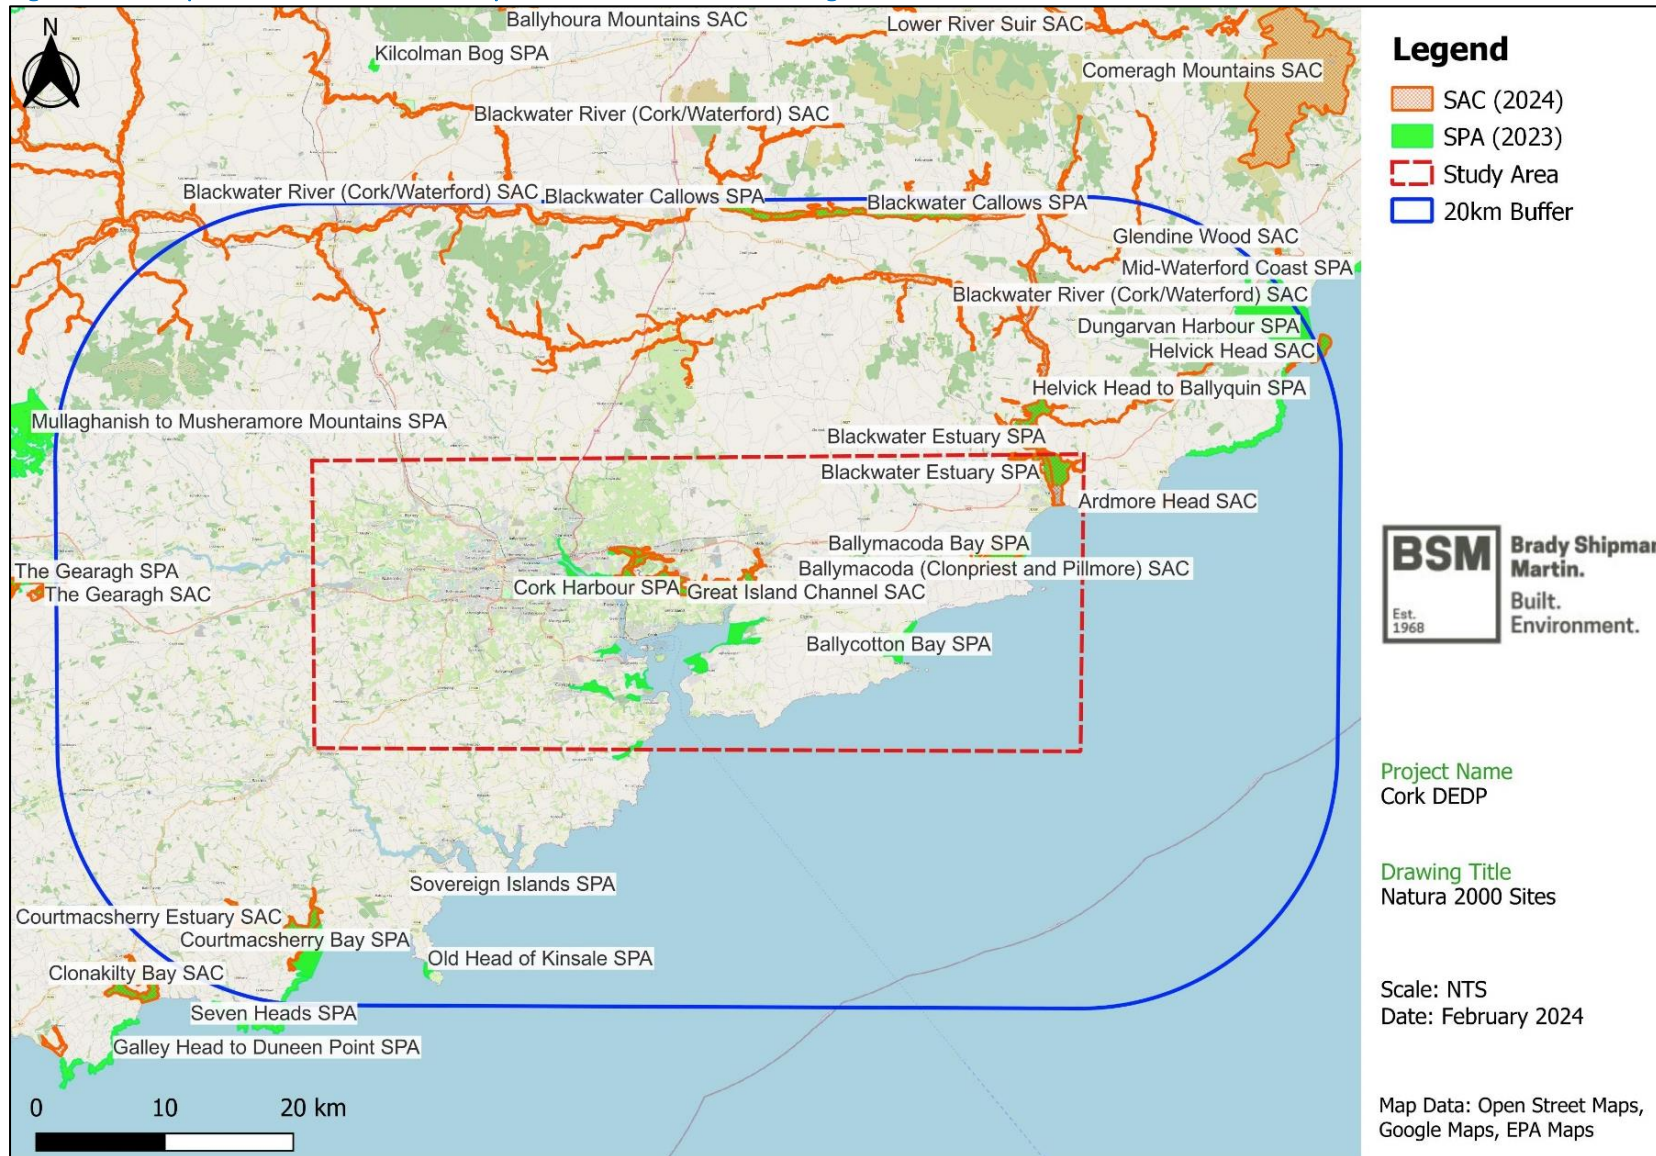 N
Ballyhoura Mountains SAC
Lower River Suir SAC
Kilcolman Bog SPA
Comeragh Mountains SAC
Blackwater River (Cork/Waterford) SAC
Blackwater River (Cork/Waterford) SAC
Blackwater Callows SPA
Blackwater Callows SPA
Glendine Wood SAC
Mid-Waterford Coast SPA
Blackwater River (Cork/Waterford) SAC
Dungarvan Harbour SPA
Helvick Head SAC
Helvick Head to Ballyquin SPA
Mullaghanish to Musheramore Mountains SPA
Blackwater Estuary SPA
Blackwater Estuary SPA
Ardmore Head SAC
Ballymacoda Bay SPA
The Gearagh SPA
Ballymacoda (Clonpriest and Pillmore) SAC
The Gearagh SAC
Cork Harbour SPA
Great Island Channel SAC
Ballycotton Bay SPA
Sovereign Islands SPA
Courtmacsherry Estuary SAC
Courtmacsherry Bay SPA
Old Head of Kinsale SPA
Clonakilty Bay SAC
Seven Heads SPA
Galley Head to Duneen Point SPA
0 10 20 km
Legend
SAC (2024)
SPA (2023)
Study Area
20km Buffer
BSM
Est.
1968
Brady Shipman
Martin.
Built.
Environment.
Project Name
Cork DEDP
Drawing Title
Natura 2000 Sites
Scale: NTS
Date: February 2024
Map Data: Open Street Maps,
Google Maps, EPA Maps